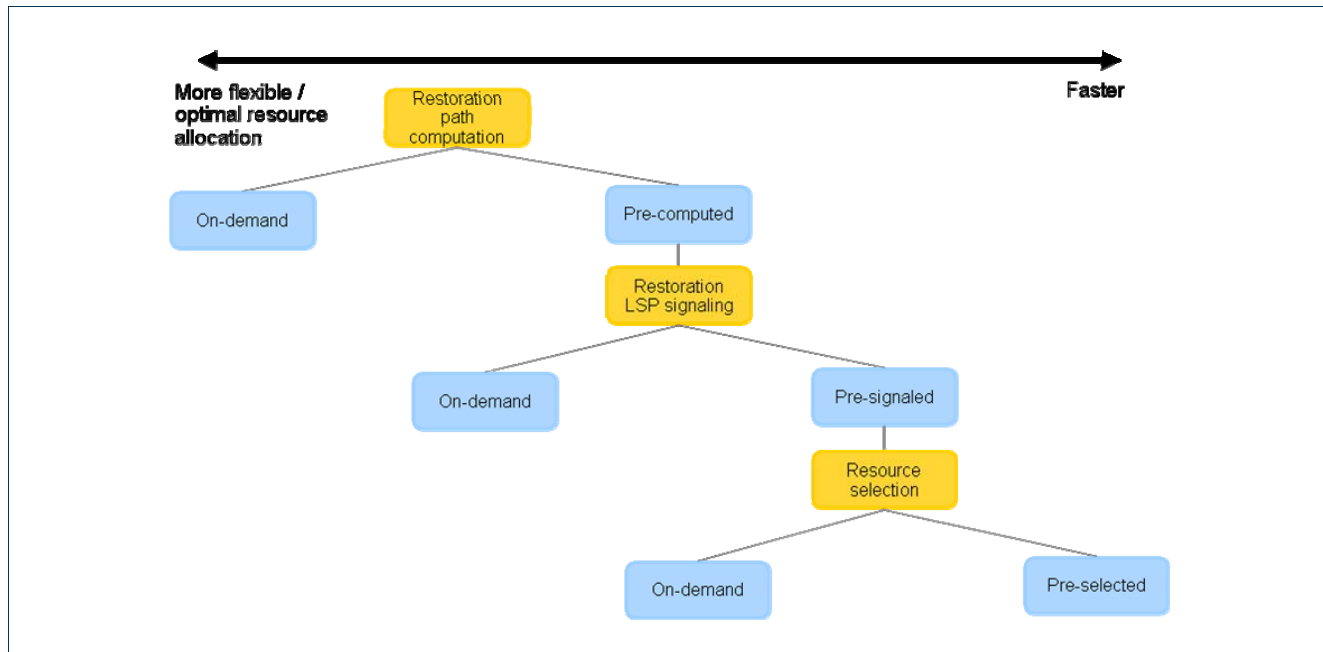 More flexible /
optimal resource
allocation
Faster
Restoration
path
computation
On-demand
Pre-computed
Restoration
LSP signaling
On-demand
Pre-signaled
Resource
selection
On-demand
Pre-selected